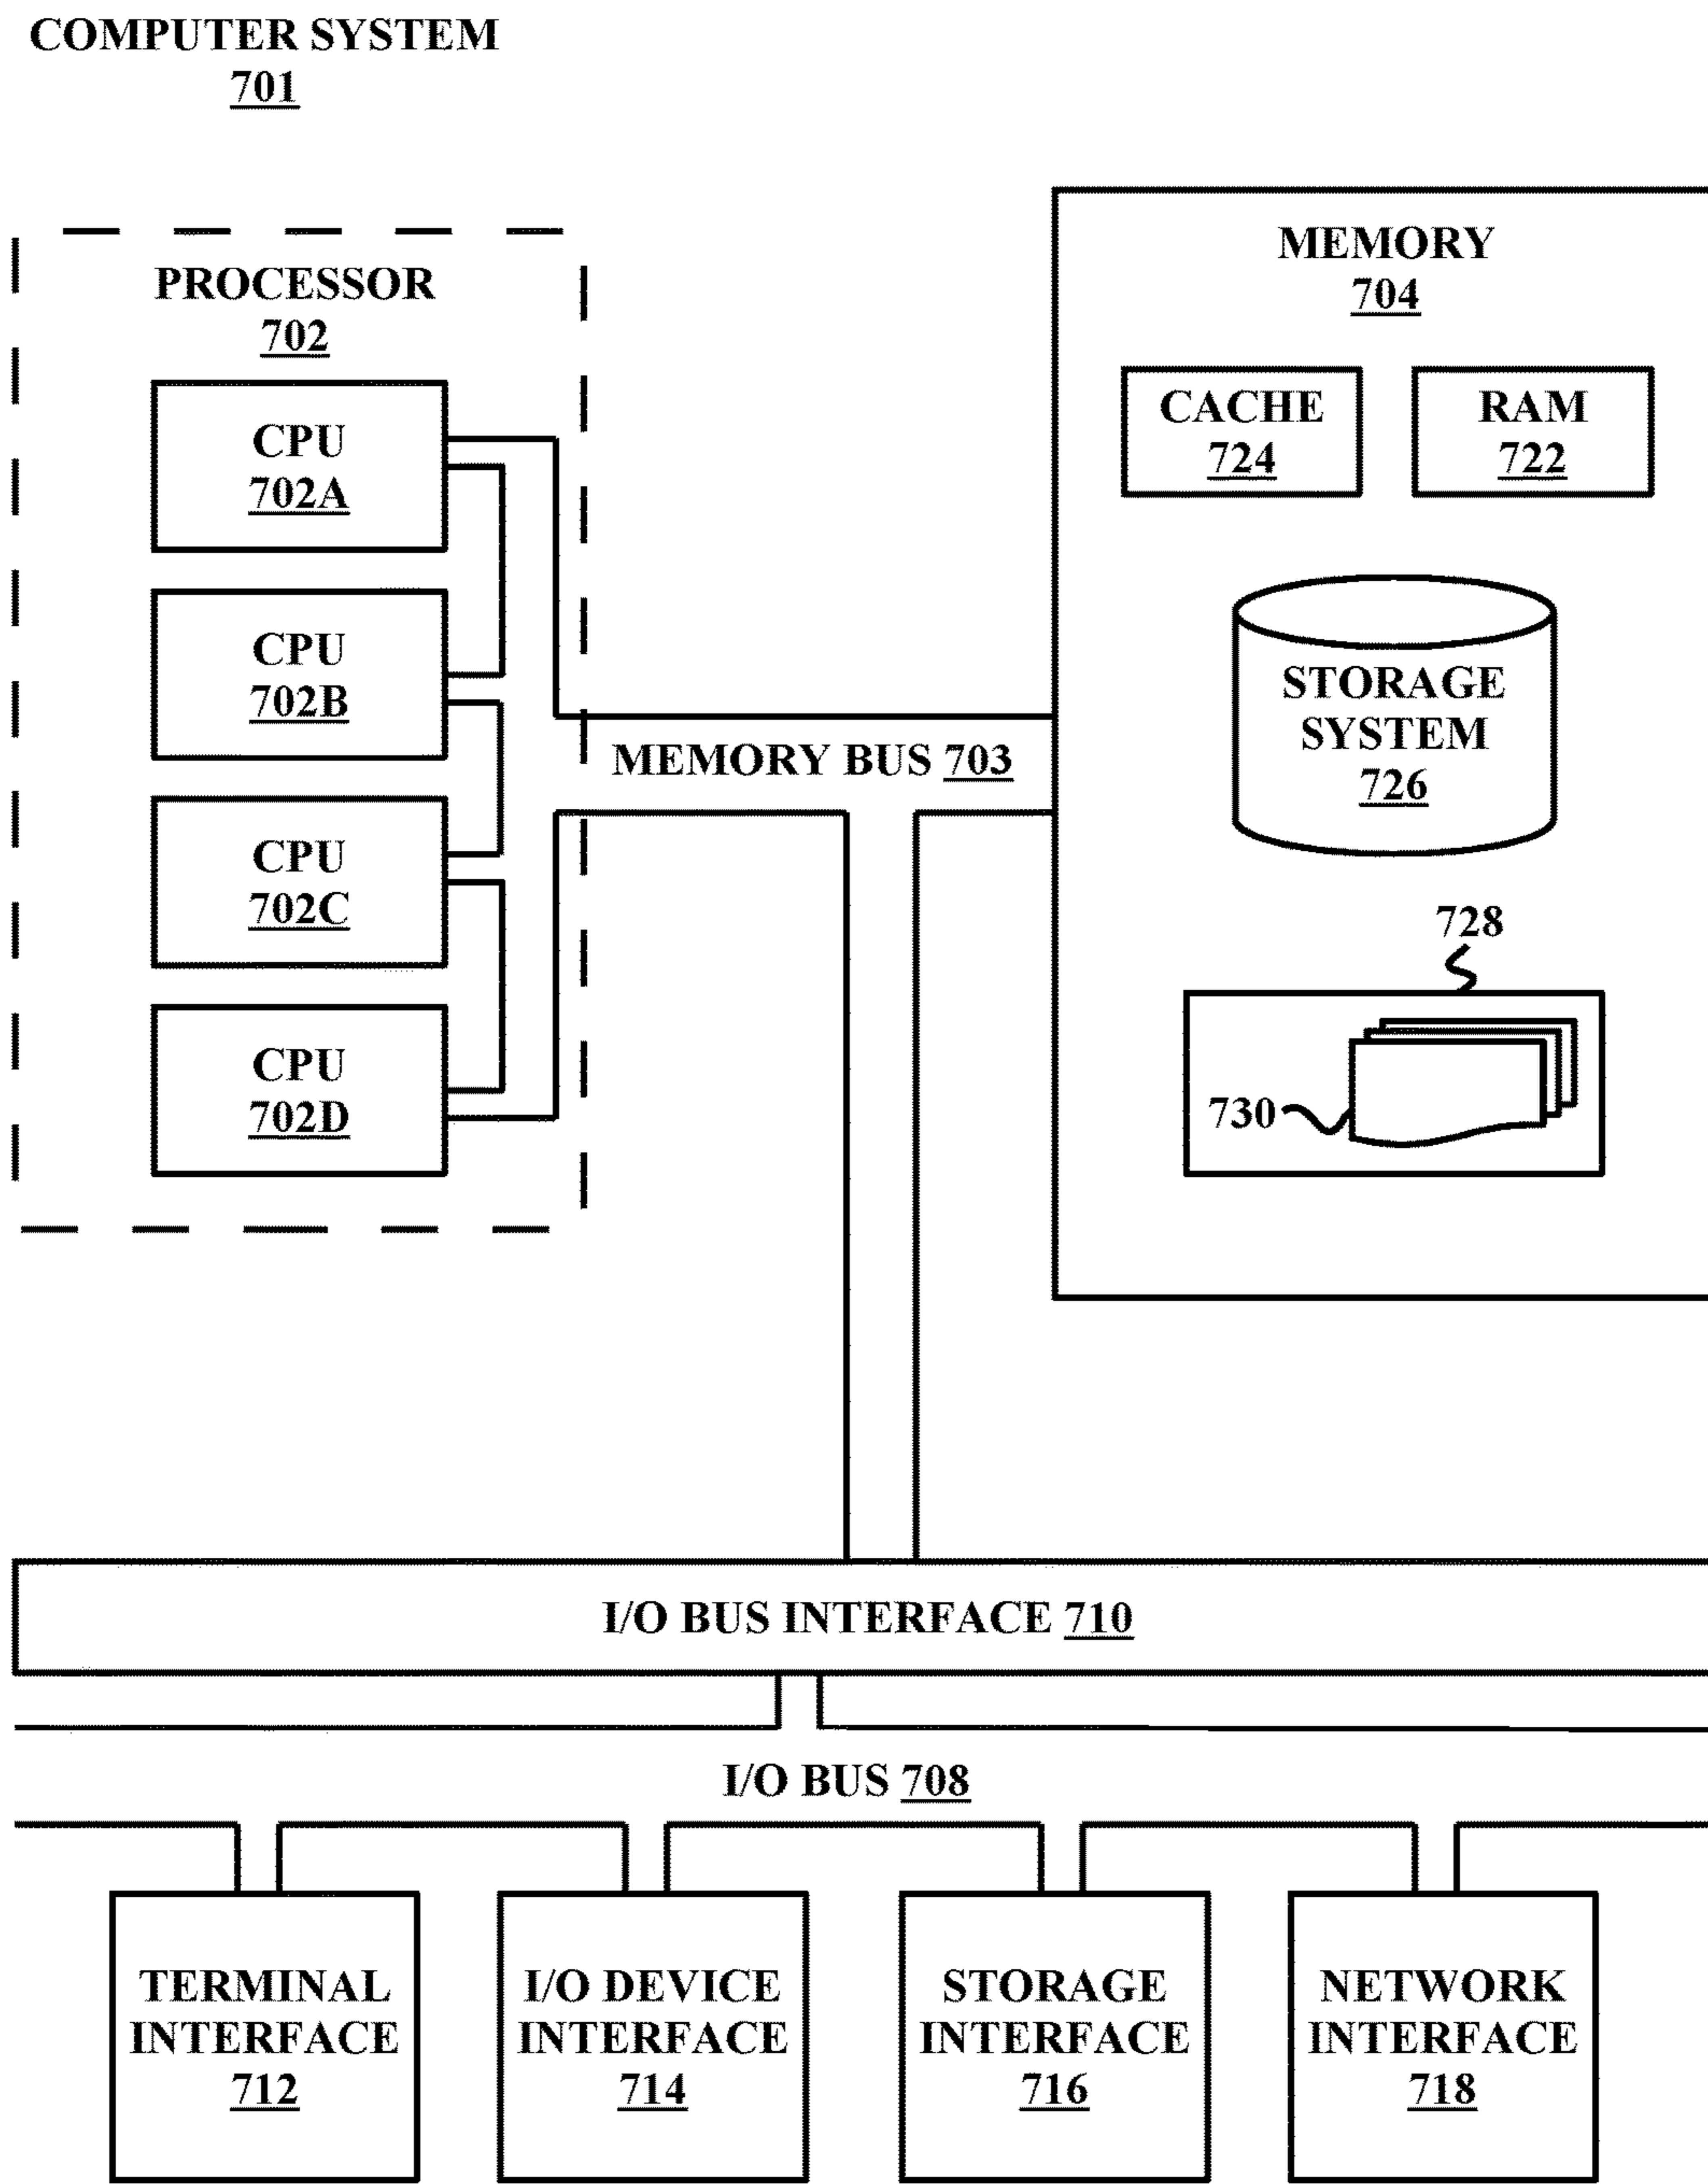 COMPUTER SYSTEM
701
PROCESSOR
702
CPU
702A
CPU
702B
CPU
702C
CPU
702D
MEMORY BUS 703
MEMORY
704
CACHE
724
RAM
722
STORAGE
SYSTEM
726
728
730
I/O BUS INTERFACE 710
I/O BUS 708
TERMINAL
INTERFACE
712
I/O DEVICE
INTERFACE
714
STORAGE
INTERFACE
716
NETWORK
INTERFACE
718